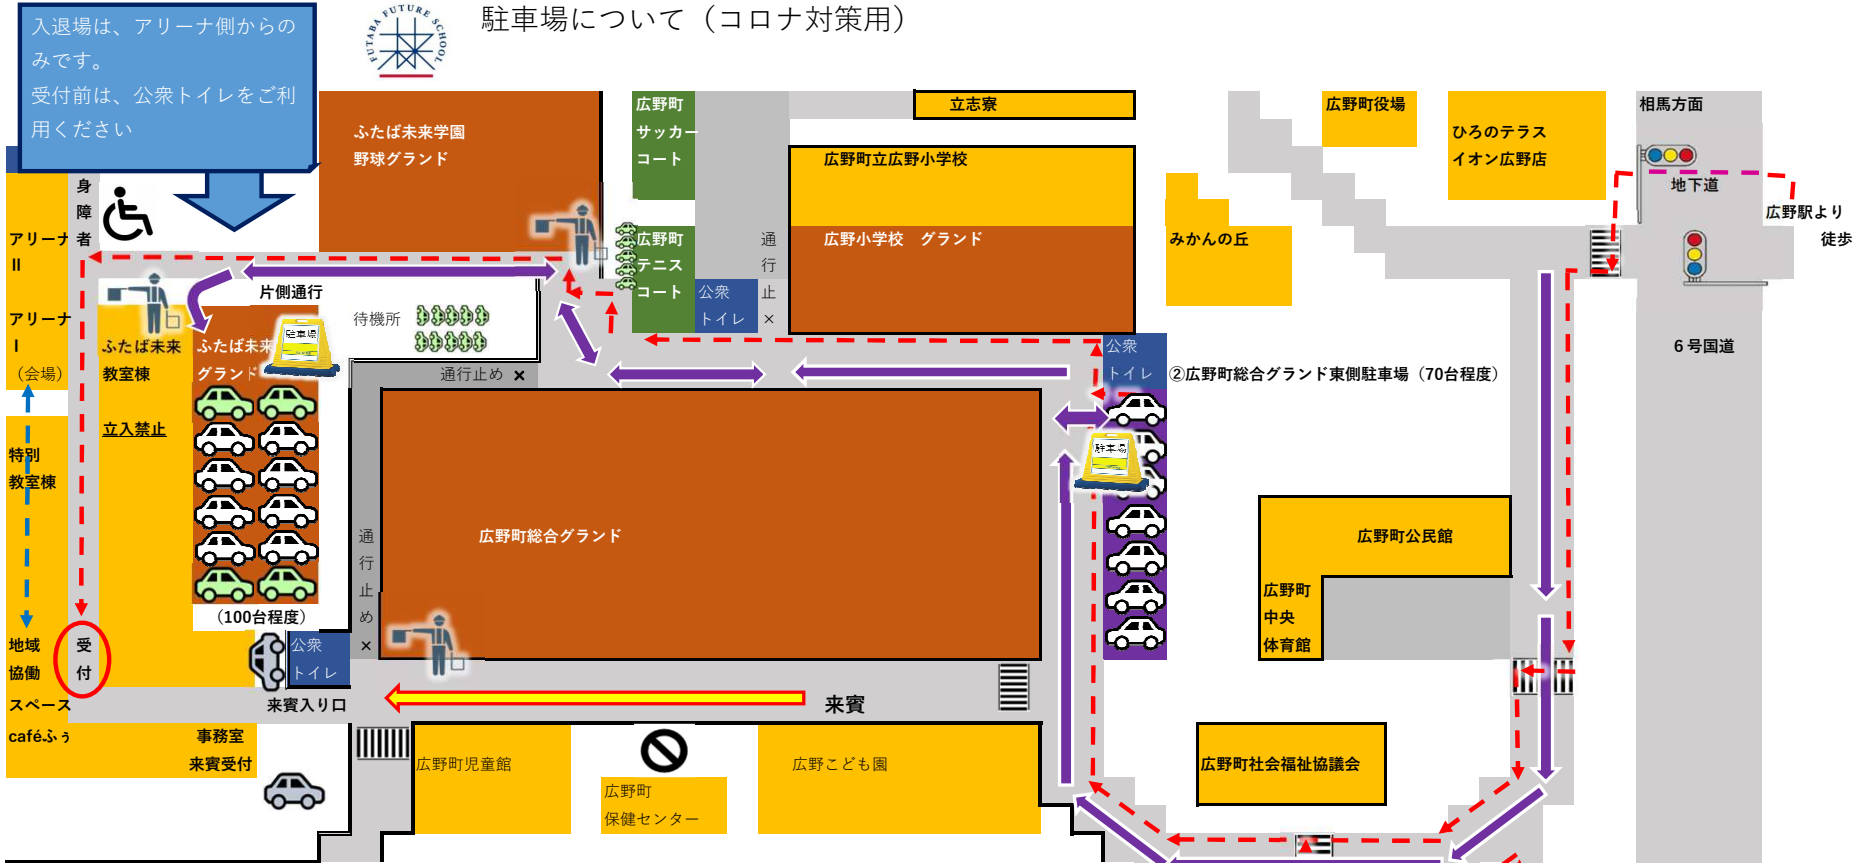 駐車場について（コロナ対策用）
入退場は、アリーナ側からの
みです。
受付前は、公衆トイレをご利
用ください
FUTABA FUTURE SCHOOL
ふたば未来学園
野球グランド
広野町
サッカー
コート
立志寮
広野町立広野小学校
広野小学校 グランド
広野町役場
ひろのテラス
イオン広野店
相馬方面
地下道
広野駅より
徒歩
みかんの丘
身障者
アリーナ
II
アリーナ
I
（会場）
片側通行
待機所
広野町
テニス
コート
公衆
トイレ
通行止×
ふたば未来
教室棟
立入禁止
ふたば未来
グランド
駐車場
通行止め ×
公衆
トイレ
②広野町総合グランド東側駐車場（70台程度）
6号国道
駐車場
特別
教室棟
広野町総合グランド
通行止め×
広野町公民館
広野町
中央
体育館
（100台程度）
公衆
トイレ
地域
協働
スペース
caféふぅ
受付
来賓入り口
来賓
事務室
来賓受付
広野町児童館
広野町
保健センター
広野こども園
広野町社会福祉協議会